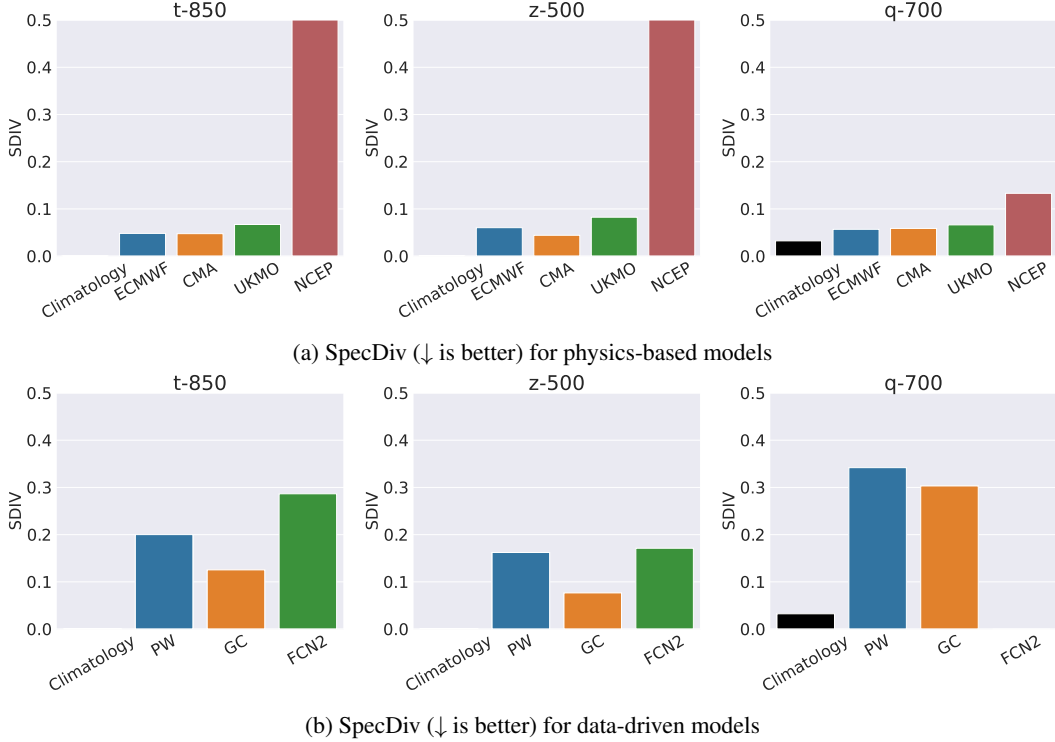 t-850 z-500 q-700
0.5 0.5 0.5
0.4 0.4 0.4
0.3 0.3 0.3
SDIV SDIV SDIV
0.2 0.2 0.2
0.1 0.1 0.1
0.0 0.0 0.0
Climatology ECMWF CMA UKMO NCEP Climatology ECMWF CMA UKMO NCEP Climatology ECMWF CMA UKMO NCEP
(a) SpecDiv (↓ is better) for physics-based models
t-850 z-500 q-700
0.5 0.5 0.5
0.4 0.4 0.4
0.3 0.3 0.3
SDIV SDIV SDIV
0.2 0.2 0.2
0.1 0.1 0.1
0.0 0.0 0.0
Climatology PW GC FCN2 Climatology PW GC FCN2 Climatology PW GC FCN2
(b) SpecDiv (↓ is better) for data-driven models